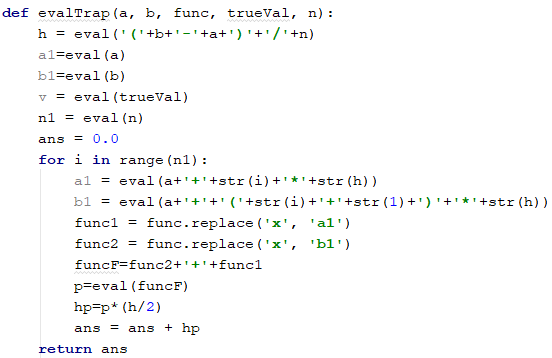 def evalTrap(a, b, func, trueVal, n):
    h = eval('('+b+'-'+a+')'+'/'+n)
    a1=eval(a)
    b1=eval(b)
    v = eval(trueVal)
    n1 = eval(n)
    ans = 0.0
    for i in range(n1):
        a1 = eval(a+'+'+str(i)+'*'+str(h))
        b1 = eval(a+'+'+'('+str(i)+'+'+str(1)+')'+'*'+str(h))
        func1 = func.replace('x', 'a1')
        func2 = func.replace('x', 'b1')
        funcF=func2+'+'+func1
        p=eval(funcF)
        hp=p*(h/2)
        ans = ans + hp
    return ans